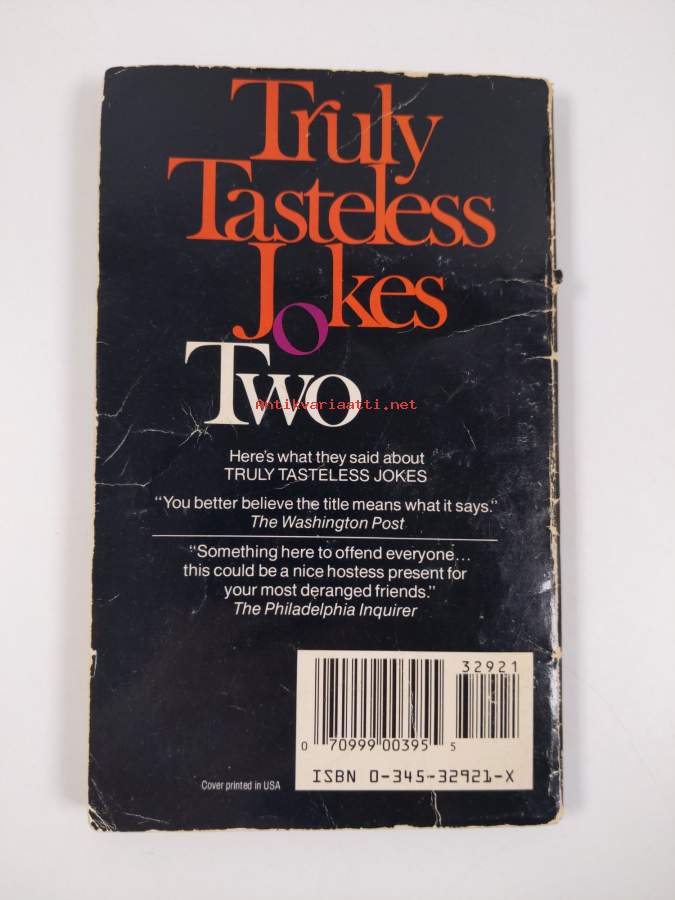 Truly
Tasteless
Jokes
Two
Antikvariaatti.net
Here's what they said about
TRULY TASTELESS JOKES
"You better believe the title means what it says."
The Washington Post
"Something here to offend everyone...
this could be a nice hostess present for
your most deranged friends."
The Philadelphia Inquirer
32921
0 70999 00395 5
ISBN 0-345-32921-X
Cover printed in USA